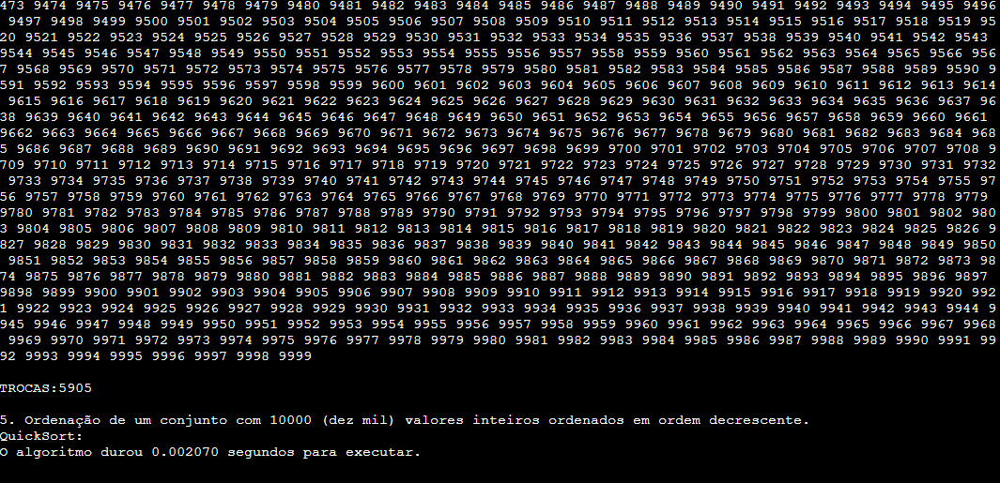 473 9474 9475 9476 9477 9478 9479 9480 9481 9482 9483 9484 9485 9486 9487 9488 9489 9490 9491 9492 9493 9494 9495 9496
 9497 9498 9499 9500 9501 9502 9503 9504 9505 9506 9507 9508 9509 9510 9511 9512 9513 9514 9515 9516 9517 9518 9519 95
20 9521 9522 9523 9524 9525 9526 9527 9528 9529 9530 9531 9532 9533 9534 9535 9536 9537 9538 9539 9540 9541 9542 9543
9544 9545 9546 9547 9548 9549 9550 9551 9552 9553 9554 9555 9556 9557 9558 9559 9560 9561 9562 9563 9564 9565 9566 956
7 9568 9569 9570 9571 9572 9573 9574 9575 9576 9577 9578 9579 9580 9581 9582 9583 9584 9585 9586 9587 9588 9589 9590 9
591 9592 9593 9594 9595 9596 9597 9598 9599 9600 9601 9602 9603 9604 9605 9606 9607 9608 9609 9610 9611 9612 9613 9614
 9615 9616 9617 9618 9619 9620 9621 9622 9623 9624 9625 9626 9627 9628 9629 9630 9631 9632 9633 9634 9635 9636 9637 96
38 9639 9640 9641 9642 9643 9644 9645 9646 9647 9648 9649 9650 9651 9652 9653 9654 9655 9656 9657 9658 9659 9660 9661
9662 9663 9664 9665 9666 9667 9668 9669 9670 9671 9672 9673 9674 9675 9676 9677 9678 9679 9680 9681 9682 9683 9684 968
5 9686 9687 9688 9689 9690 9691 9692 9693 9694 9695 9696 9697 9698 9699 9700 9701 9702 9703 9704 9705 9706 9707 9708 9
709 9710 9711 9712 9713 9714 9715 9716 9717 9718 9719 9720 9721 9722 9723 9724 9725 9726 9727 9728 9729 9730 9731 9732
 9733 9734 9735 9736 9737 9738 9739 9740 9741 9742 9743 9744 9745 9746 9747 9748 9749 9750 9751 9752 9753 9754 9755 97
56 9757 9758 9759 9760 9761 9762 9763 9764 9765 9766 9767 9768 9769 9770 9771 9772 9773 9774 9775 9776 9777 9778 9779
9780 9781 9782 9783 9784 9785 9786 9787 9788 9789 9790 9791 9792 9793 9794 9795 9796 9797 9798 9799 9800 9801 9802 980
3 9804 9805 9806 9807 9808 9809 9810 9811 9812 9813 9814 9815 9816 9817 9818 9819 9820 9821 9822 9823 9824 9825 9826 9
827 9828 9829 9830 9831 9832 9833 9834 9835 9836 9837 9838 9839 9840 9841 9842 9843 9844 9845 9846 9847 9848 9849 9850
 9851 9852 9853 9854 9855 9856 9857 9858 9859 9860 9861 9862 9863 9864 9865 9866 9867 9868 9869 9870 9871 9872 9873 98
74 9875 9876 9877 9878 9879 9880 9881 9882 9883 9884 9885 9886 9887 9888 9889 9890 9891 9892 9893 9894 9895 9896 9897
9898 9899 9900 9901 9902 9903 9904 9905 9906 9907 9908 9909 9910 9911 9912 9913 9914 9915 9916 9917 9918 9919 9920 992
1 9922 9923 9924 9925 9926 9927 9928 9929 9930 9931 9932 9933 9934 9935 9936 9937 9938 9939 9940 9941 9942 9943 9944 9
945 9946 9947 9948 9949 9950 9951 9952 9953 9954 9955 9956 9957 9958 9959 9960 9961 9962 9963 9964 9965 9966 9967 9968
 9969 9970 9971 9972 9973 9974 9975 9976 9977 9978 9979 9980 9981 9982 9983 9984 9985 9986 9987 9988 9989 9990 9991 99
92 9993 9994 9995 9996 9997 9998 9999
TROCAS:5905
5. Ordenação de um conjunto com 10000 (dez mil) valores inteiros ordenados em ordem decrescente.
QuickSort:
O algoritmo durou 0.002070 segundos para executar.